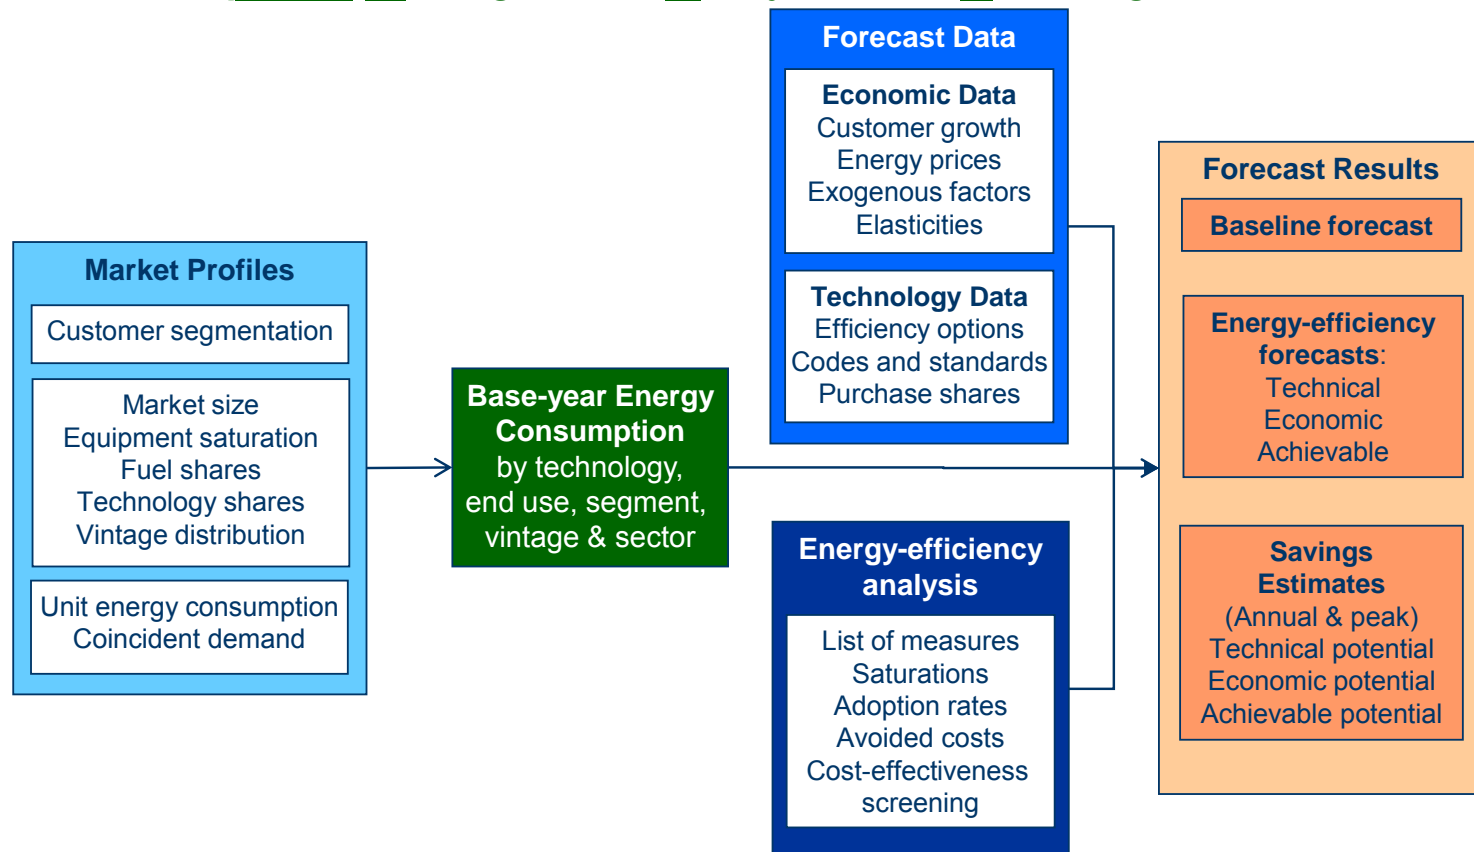 Market Profiles
Customer segmentation
Market size
Equipment saturation
Fuel shares
Technology shares
Vintage distribution
Unit energy consumption
Coincident demand
Base-year Energy
Consumption
by technology,
end use, segment,
vintage & sector
Forecast Data
Economic Data
Customer growth
Energy prices
Exogenous factors
Elasticities
Technology Data
Efficiency options
Codes and standards
Purchase shares
Energy-efficiency
analysis
List of measures
Saturations
Adoption rates
Avoided costs
Cost-effectiveness
screening
Forecast Results
Baseline forecast
Energy-efficiency
forecasts:
Technical
Economic
Achievable
Savings
Estimates
(Annual & peak)
Technical potential
Economic potential
Achievable potential